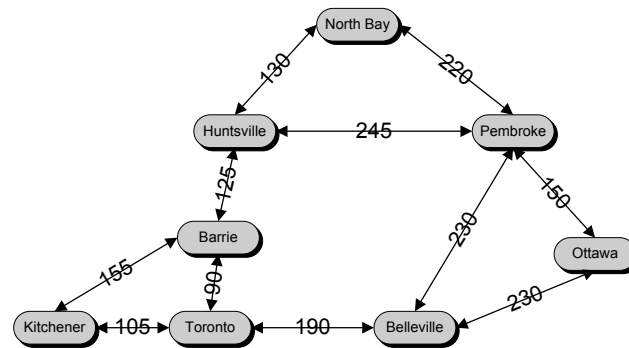 North Bay
130
220
Huntsville
245
Pembroke
125
150
230
Barrie
Ottawa
155
90
230
Kitchener
105
Toronto
190
Belleville